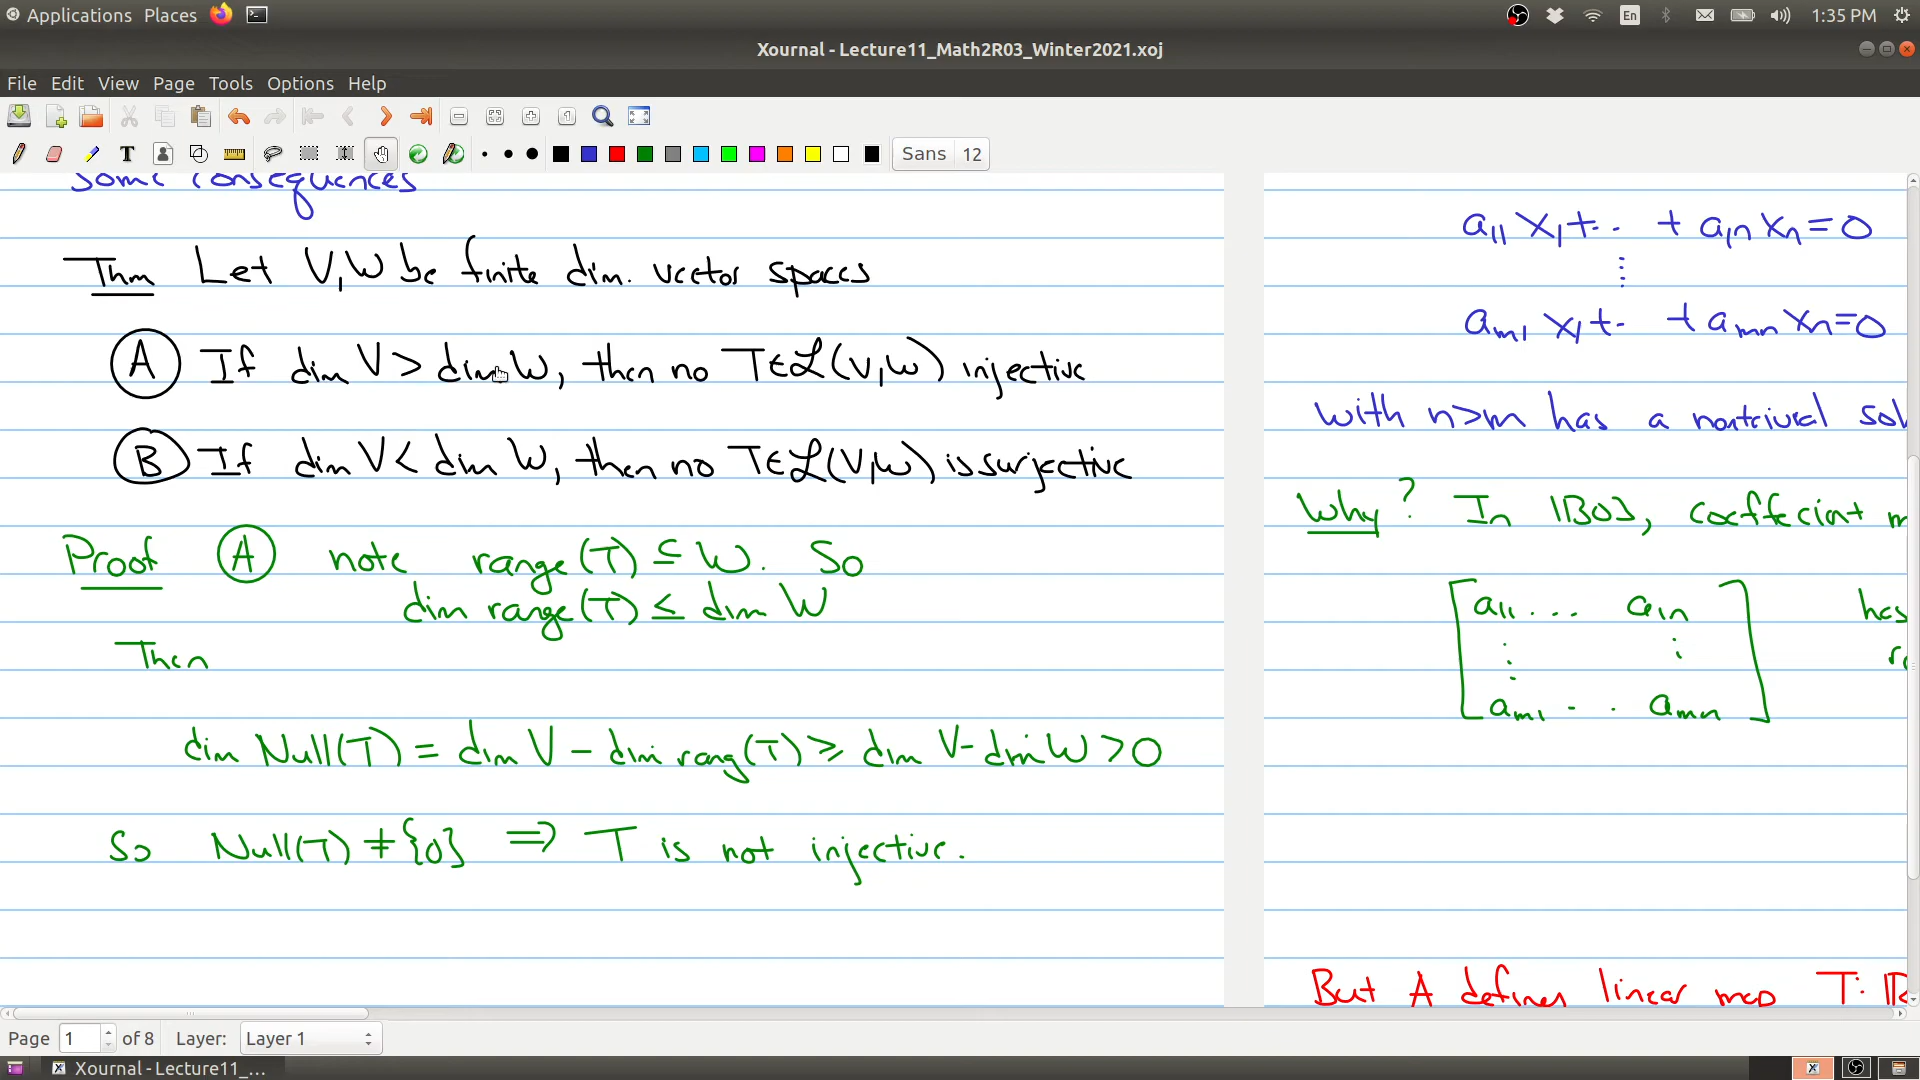 Applications Places En 1:35 PM
Xournal - Lecture11_Math2R03_Winter2021.xoj
File Edit View Page Tools Options Help
Sans 12
Some consequences
Thm Let V,W be finite dim. vector spaces
(A) If dim V > dim W, then no T∈ℒ(V,W) injective
(B) If dim V < dim W, then no T∈ℒ(V,W) is surjective
Proof (A) note range(T) ⊆ W. So
dim range(T) ≤ dim W
Then
dim Null(T) = dim V - dim rang(T) ≥ dim V - dim W > 0
So Null(T) ≠ {0} ⟹ T is not injective.
a11 x1 + ·· + a1n xn = 0
⋮
am1 x1 + · + amn xn = 0
with n>m has a nontrivial
Why? In 1B03, coefficient
[a11 ... a1n
⋮ ⋮
am1 · · amn] has
But A defines linear map T:
Page 1 of 8 Layer: Layer 1
Xournal - Lecture11_...